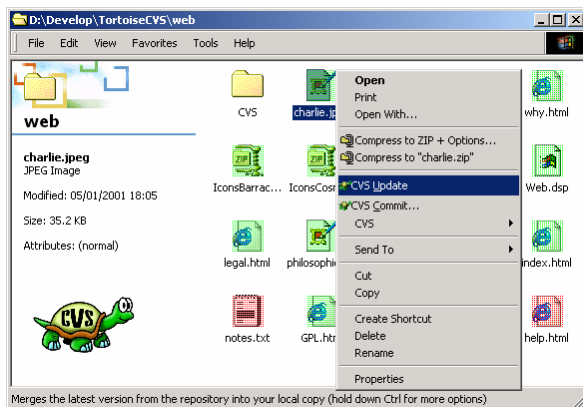 D:\Develop\TortoiseCVS\web
File Edit View Favorites Tools Help
web
charlie.jpeg
JPEG Image
Modified: 05/01/2001 18:05
Size: 35.2 KB
Attributes: (normal)
CVS
CVS
charlie.jp
why.html
ZIP
IconsBarrac...
ZIP
IconsCosm
Web.dsp
legal.html
philosophi
index.html
notes.txt
GPL.htm
help.html
Open
Print
Open With...
Compress to ZIP + Options...
Compress to "charlie.zip"
CVS Update
CVS Commit...
CVS
Send To
Cut
Copy
Create Shortcut
Delete
Rename
Properties
Merges the latest version from the repository into your local copy (hold down Ctrl for more options)